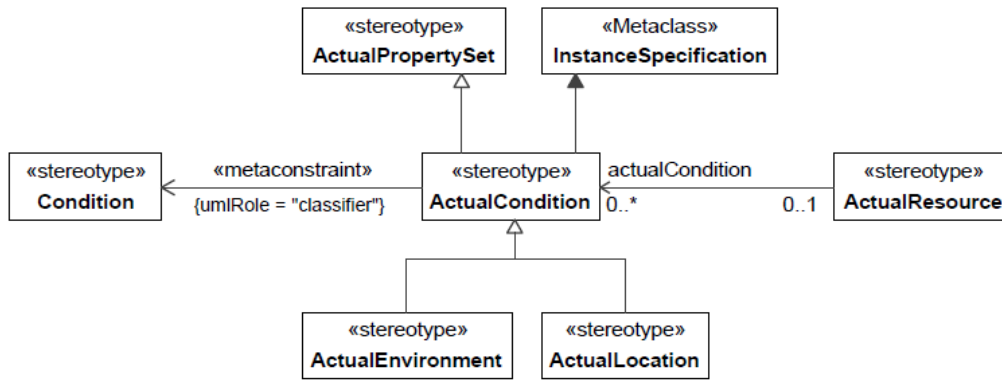 «stereotype»
ActualPropertySet
«Metaclass»
InstanceSpecification
«stereotype»
Condition
«metaconstraint»
{umlRole = "classifier"}
«stereotype»
ActualCondition
actualCondition
0..*
0..1
«stereotype»
ActualResource
«stereotype»
ActualEnvironment
«stereotype»
ActualLocation